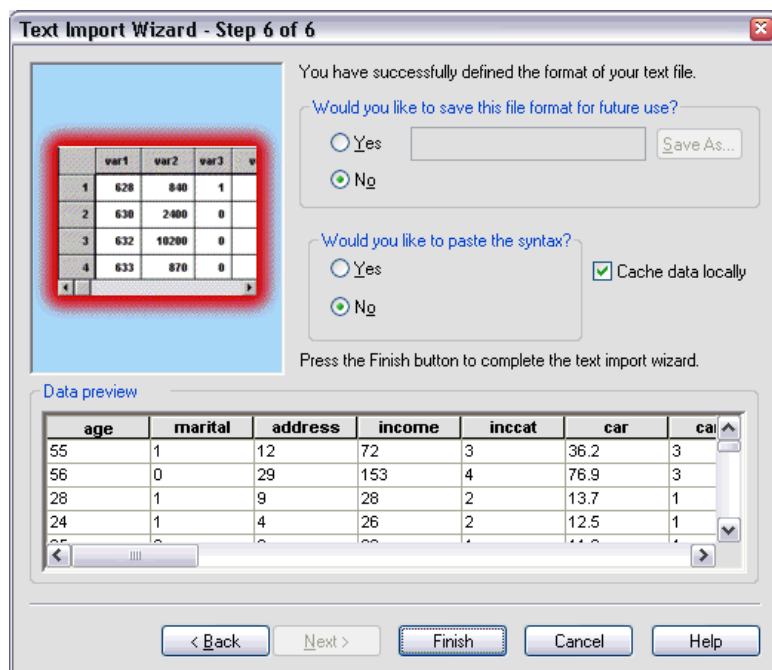 Text Import Wizard - Step 6 of 6
You have successfully defined the format of your text file.
Would you like to save this file format for future use?
Yes
Save As...
No
var1 var2 var3 v
1 628 840 1
2 630 2400 0
3 632 10200 0
4 633 870 0
Would you like to paste the syntax?
Yes
Cache data locally
No
Press the Finish button to complete the text import wizard.
Data preview
age marital address income inccat car car
55 1 12 72 3 36.2 3
56 0 29 153 4 76.9 3
28 1 9 28 2 13.7 1
24 1 4 26 2 12.5 1
< Back Next > Finish Cancel Help